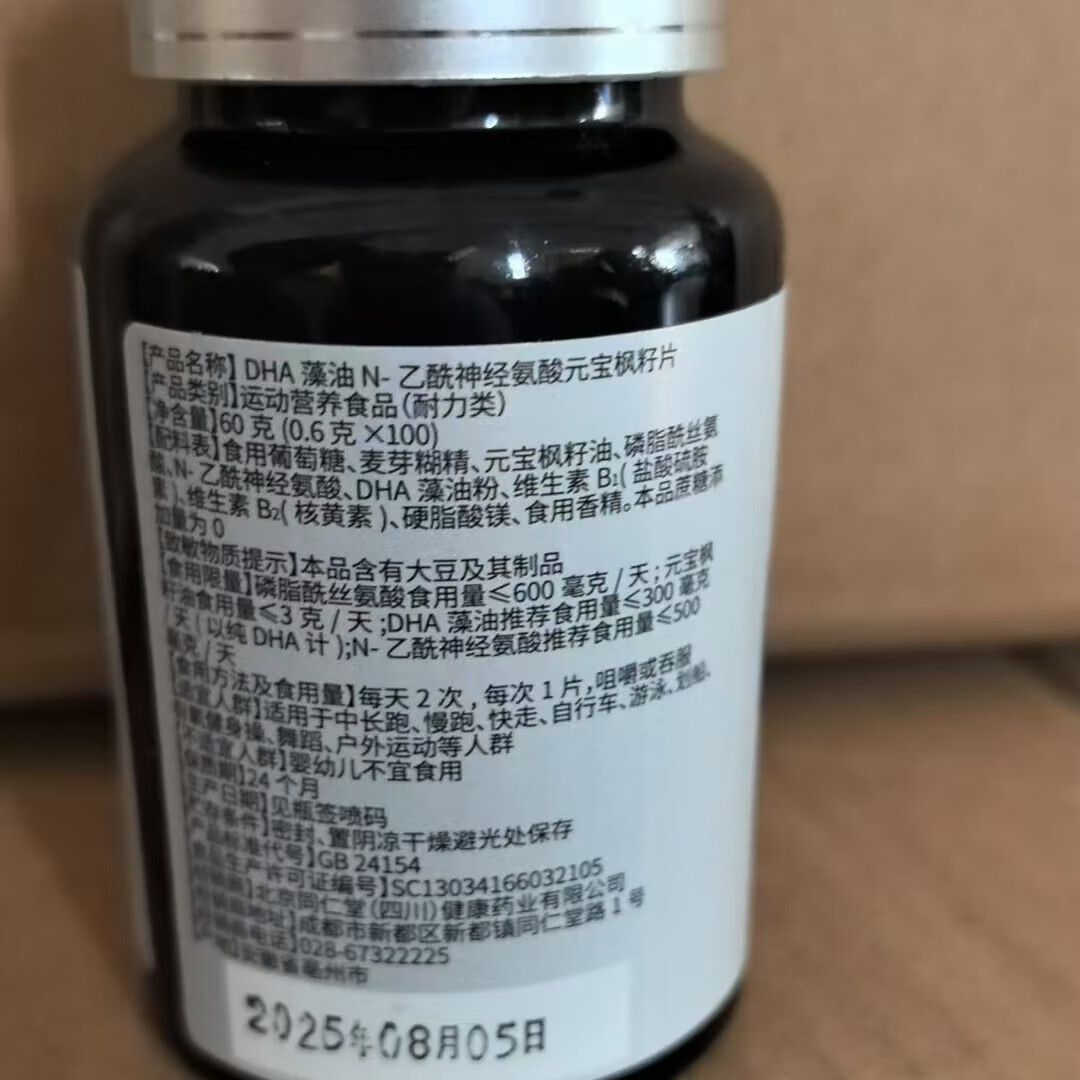 【产品名称】DHA 藻油 N- 乙酰神经氨酸元宝枫籽片
【产品类别】运动营养食品（耐力类）
【净含量】60 克 (0.6 克 ×100)
【配料表】食用葡萄糖、麦芽糊精、元宝枫籽油、磷脂酰丝氨
酸、N- 乙酰神经氨酸、DHA 藻油粉、维生素 B₁( 盐酸硫胺
素 )、维生素 B₂( 核黄素 )、硬脂酸镁、食用香精。本品蔗糖添
加量为 0
【致敏物质提示】本品含有大豆及其制品
【食用限量】磷脂酰丝氨酸食用量≤600 毫克 / 天 ; 元宝枫
籽油食用量≤3 克 / 天 ;DHA 藻油推荐食用量≤300 毫克
/ 天 ( 以纯 DHA 计 );N- 乙酰神经氨酸推荐食用量≤500
毫克 / 天
【食用方法及食用量】每天 2 次 , 每次 1 片 , 咀嚼或吞服
【适宜人群】适用于中长跑、慢跑、快走、自行车、游泳、划船、
有氧健身操、舞蹈、户外运动等人群
【不适宜人群】婴幼儿不宜食用
【保质期】24 个月
【生产日期】见瓶签喷码
【贮存条件】密封、置阴凉干燥避光处保存
【产品标准代号】GB 24154
【食品生产许可证编号】SC13034166032105
北京同仁堂（四川）健康药业有限公司
地址】成都市新都区新都镇同仁堂路 1 号
电话】028-67322225
安徽省亳州市
2025年08月05日